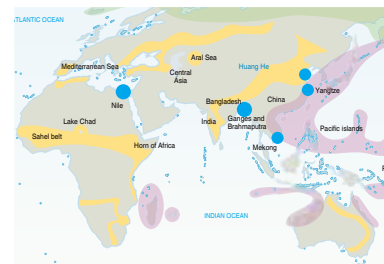 ATLANTIC OCEAN
Aral Sea
Huang He
Mediterranean Sea
Central
Asia
Yangtze
Nile
Bangladesh
China
Lake Chad
India
Ganges and
Brahmaputra
Pacific islands
Sahel belt
Horn of Africa
Mekong
INDIAN OCEAN